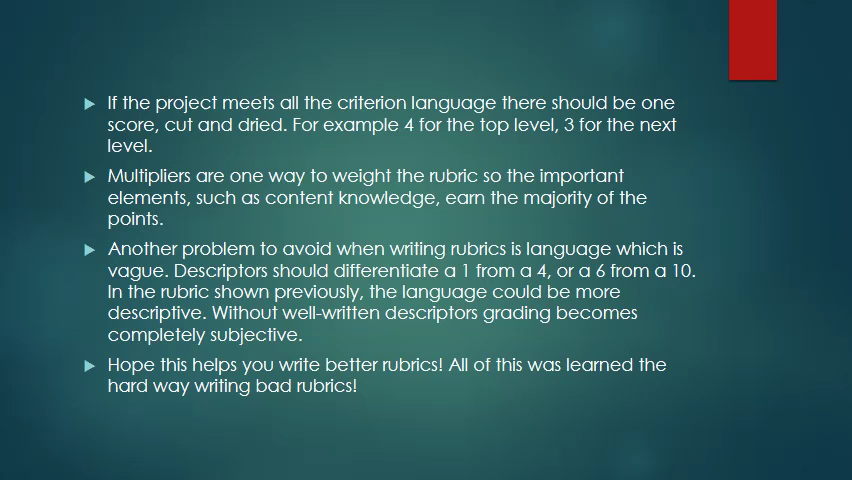 If the project meets all the criterion language there should be one
score, cut and dried. For example 4 for the top level, 3 for the next
level.
Multipliers are one way to weight the rubric so the important
elements, such as content knowledge, earn the majority of the
points.
Another problem to avoid when writing rubrics is language which is
vague. Descriptors should differentiate a 1 from a 4, or a 6 from a 10.
In the rubric shown previously, the language could be more
descriptive. Without well-written descriptors grading becomes
completely subjective.
Hope this helps you write better rubrics! All of this was learned the
hard way writing bad rubrics!